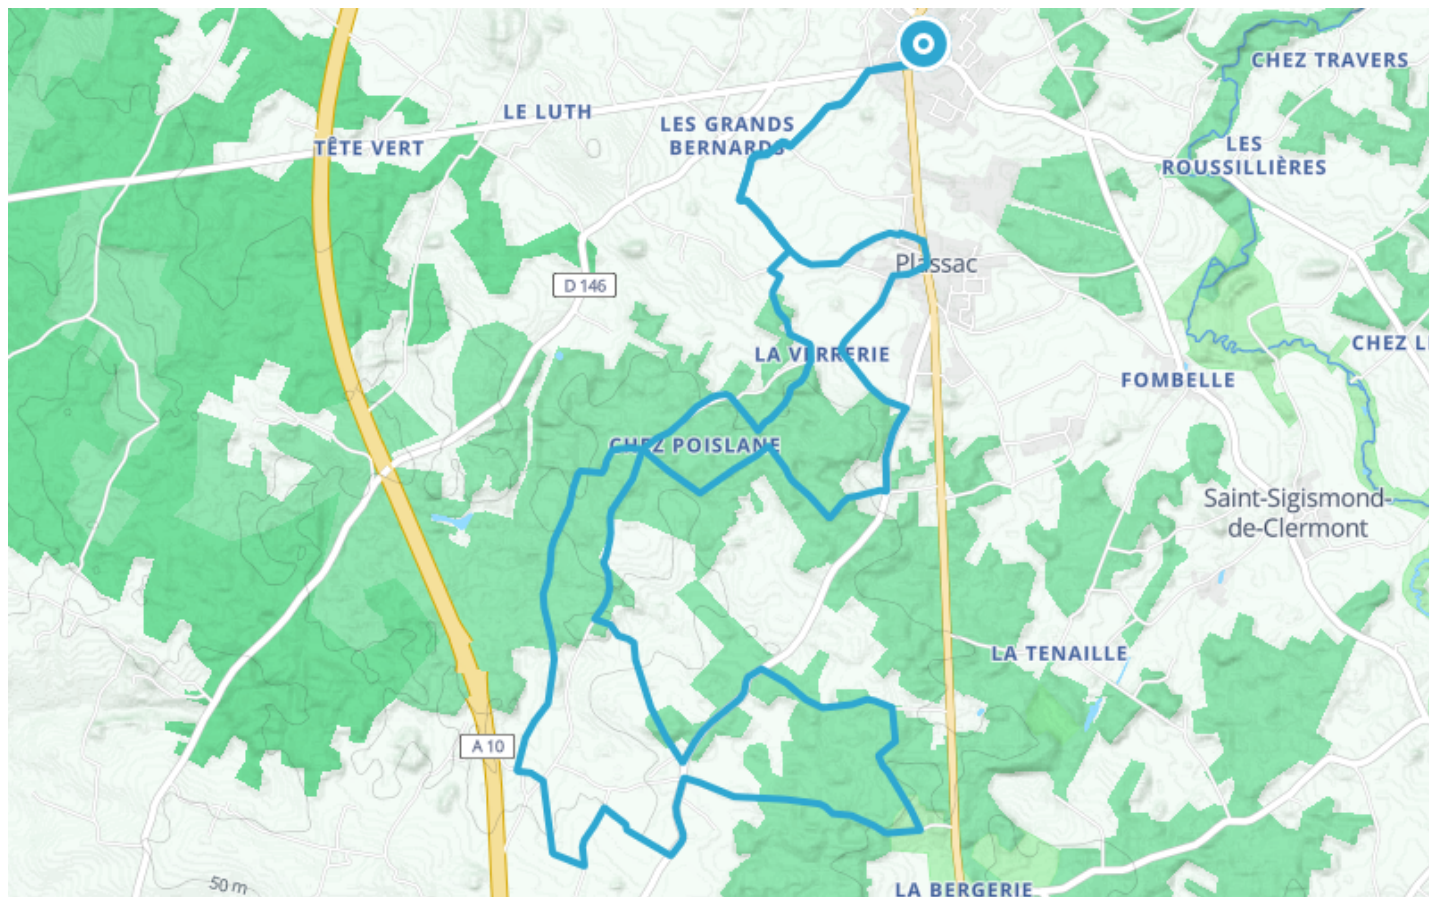 CHEZ TRAVERS
LE LUTH
LES GRANDS
BERNARDS
TÊTE VERT
LES
ROUSSILLIÈRES
Plassac
D 146
LA VERRERIE
CHEZ L
FOMBELLE
CHEZ POISLANE
Saint-Sigismond-
de-Clermont
LA TENAILLE
A 10
50 m
LA BERGERIE